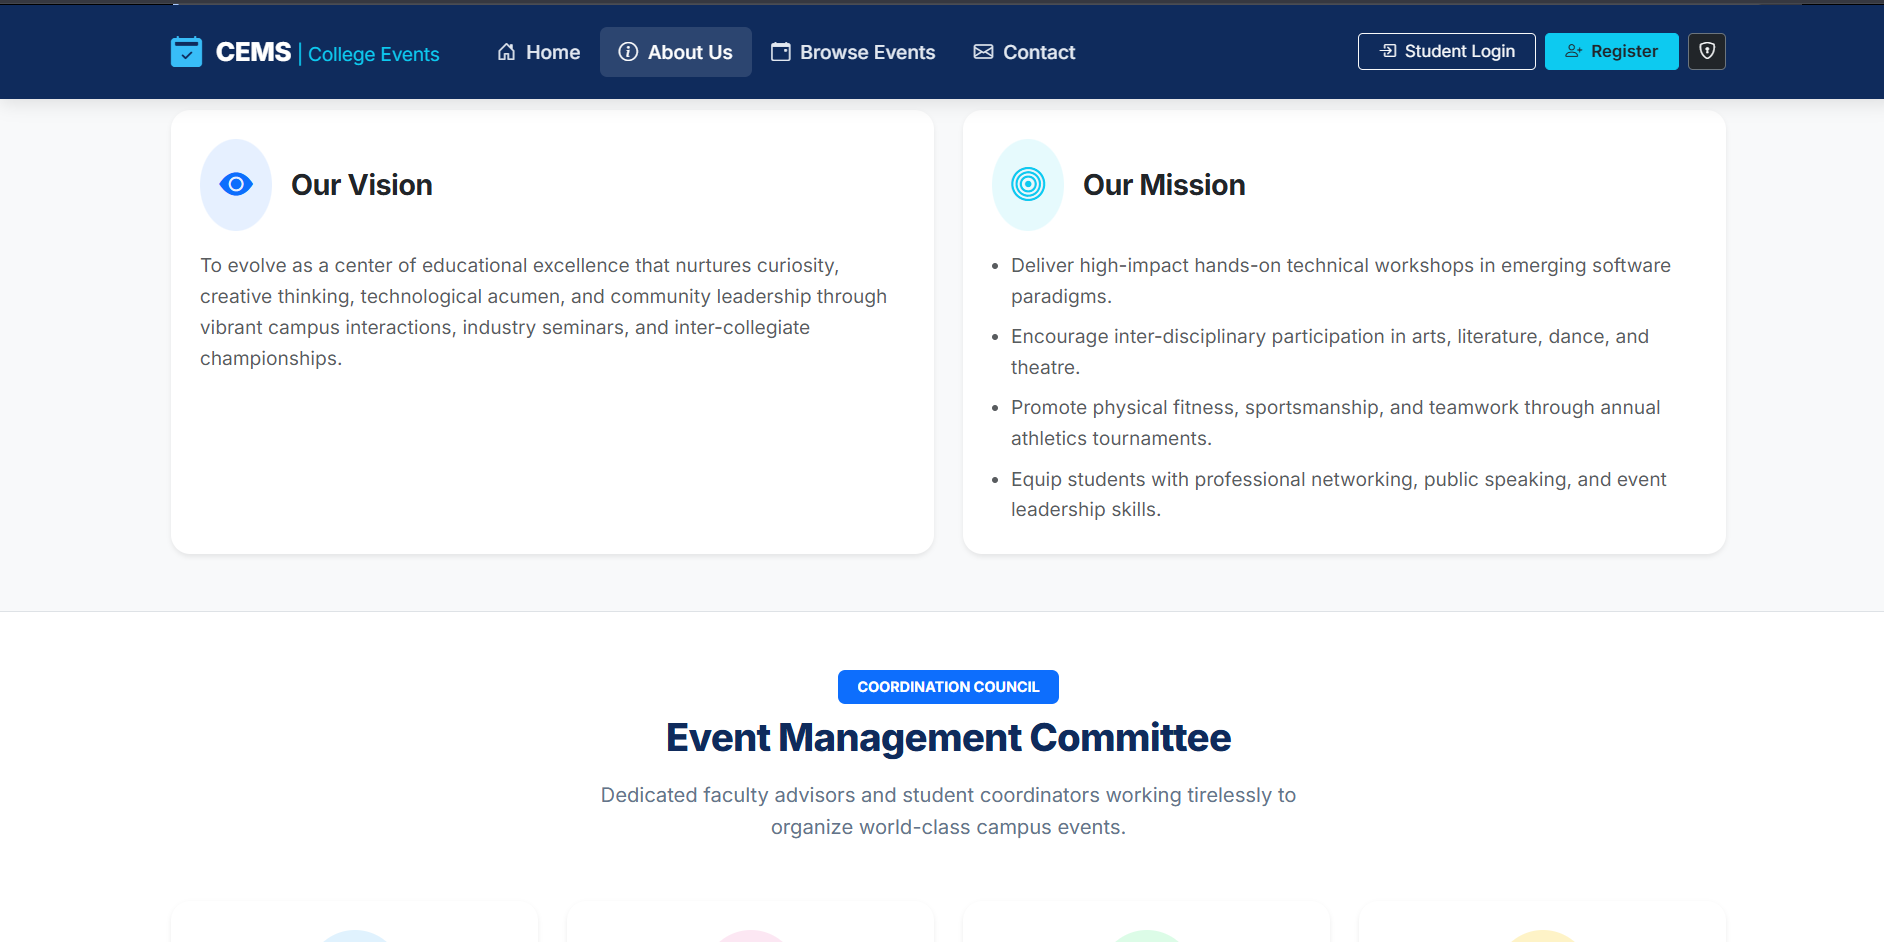 CEMS | College Events
Home
About Us
Browse Events
Contact
Student Login
Register
Our Vision
To evolve as a center of educational excellence that nurtures curiosity,
creative thinking, technological acumen, and community leadership through
vibrant campus interactions, industry seminars, and inter-collegiate
championships.
Our Mission
• Deliver high-impact hands-on technical workshops in emerging software
paradigms.
• Encourage inter-disciplinary participation in arts, literature, dance, and
theatre.
• Promote physical fitness, sportsmanship, and teamwork through annual
athletics tournaments.
• Equip students with professional networking, public speaking, and event
leadership skills.
COORDINATION COUNCIL
Event Management Committee
Dedicated faculty advisors and student coordinators working tirelessly to
organize world-class campus events.